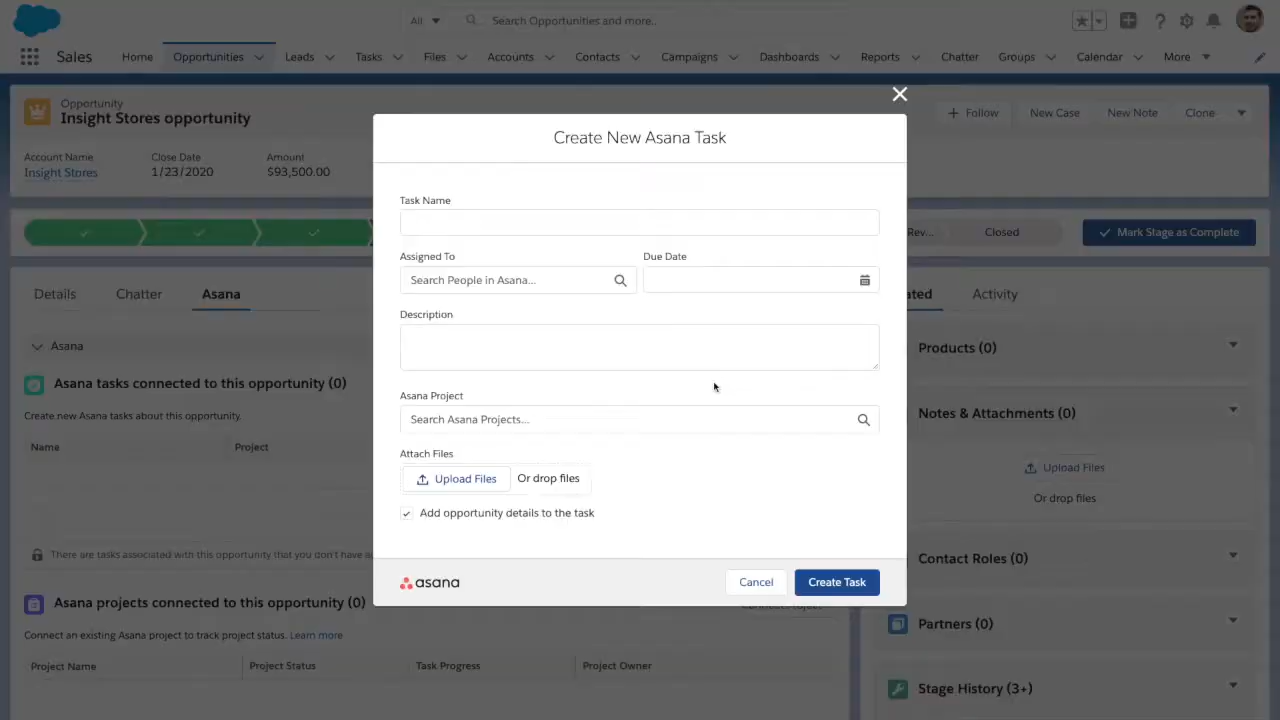 All
Search Opportunities and more..
Sales
Home
Opportunities
Leads
Tasks
Files
Accounts
Contacts
Campaigns
Dashboards
Reports
Chatter
Groups
Calendar
More
Opportunity
Insight Stores opportunity
Follow
New Case
New Note
Clone
Account Name
Close Date
Amount
Insight Stores
1/23/2020
$93,500.00
Rev...
Closed
Mark Stage as Complete
Create New Asana Task
Task Name
Assigned To
Due Date
Search People in Asana...
Description
Asana Project
Search Asana Projects...
Attach Files
Upload Files
Or drop files
Add opportunity details to the task
asana
Cancel
Create Task
Details
Chatter
Asana
Asana
Asana tasks connected to this opportunity (0)
Create new Asana tasks about this opportunity.
Name
Project
There are tasks associated with this opportunity that you don't have
Asana projects connected to this opportunity (0)
Connect an existing Asana project to track project status. Learn more
Project Name
Project Status
Task Progress
Project Owner
Activity
Products (0)
Notes & Attachments (0)
Upload Files
Or drop files
Contact Roles (0)
Partners (0)
Stage History (3+)